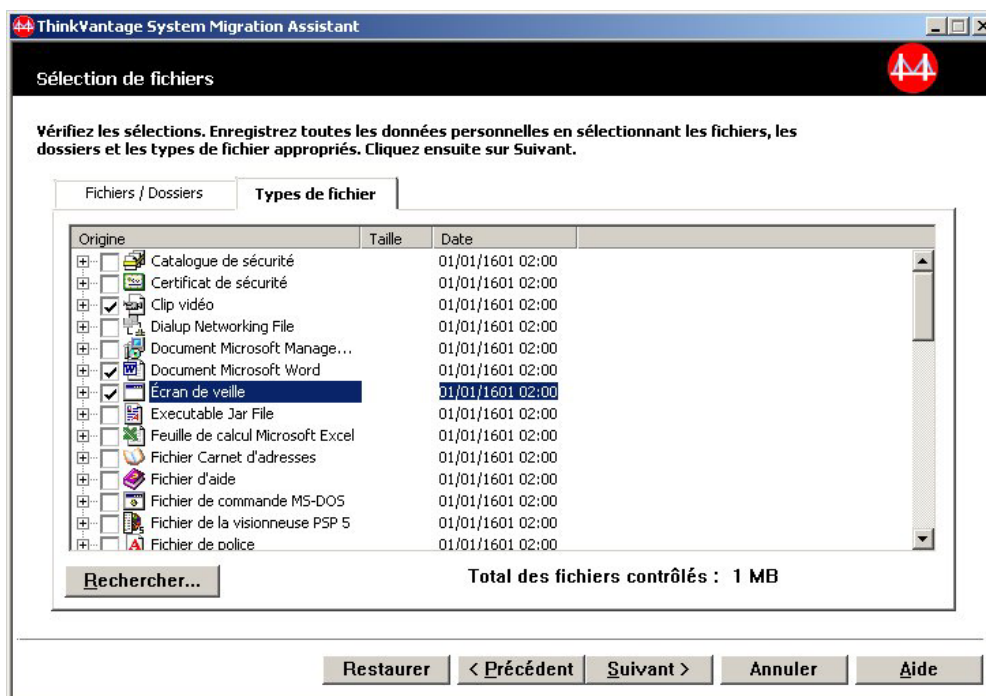 ThinkVantage System Migration Assistant
Sélection de fichiers
Vérifiez les sélections. Enregistrez toutes les données personnelles en sélectionnant les fichiers, les
dossiers et les types de fichier appropriés. Cliquez ensuite sur Suivant.
Fichiers / Dossiers Types de fichier
Origine Taille Date
Catalogue de sécurité 01/01/1601 02:00
Certificat de sécurité 01/01/1601 02:00
Clip vidéo 01/01/1601 02:00
Dialup Networking File 01/01/1601 02:00
Document Microsoft Manage... 01/01/1601 02:00
Document Microsoft Word 01/01/1601 02:00
Écran de veille 01/01/1601 02:00
Executable Jar File 01/01/1601 02:00
Feuille de calcul Microsoft Excel 01/01/1601 02:00
Fichier Carnet d'adresses 01/01/1601 02:00
Fichier d'aide 01/01/1601 02:00
Fichier de commande MS-DOS 01/01/1601 02:00
Fichier de la visionneuse PSP 5 01/01/1601 02:00
Fichier de police 01/01/1601 02:00
Rechercher... Total des fichiers contrôlés : 1 MB
Restaurer < Précédent Suivant > Annuler Aide